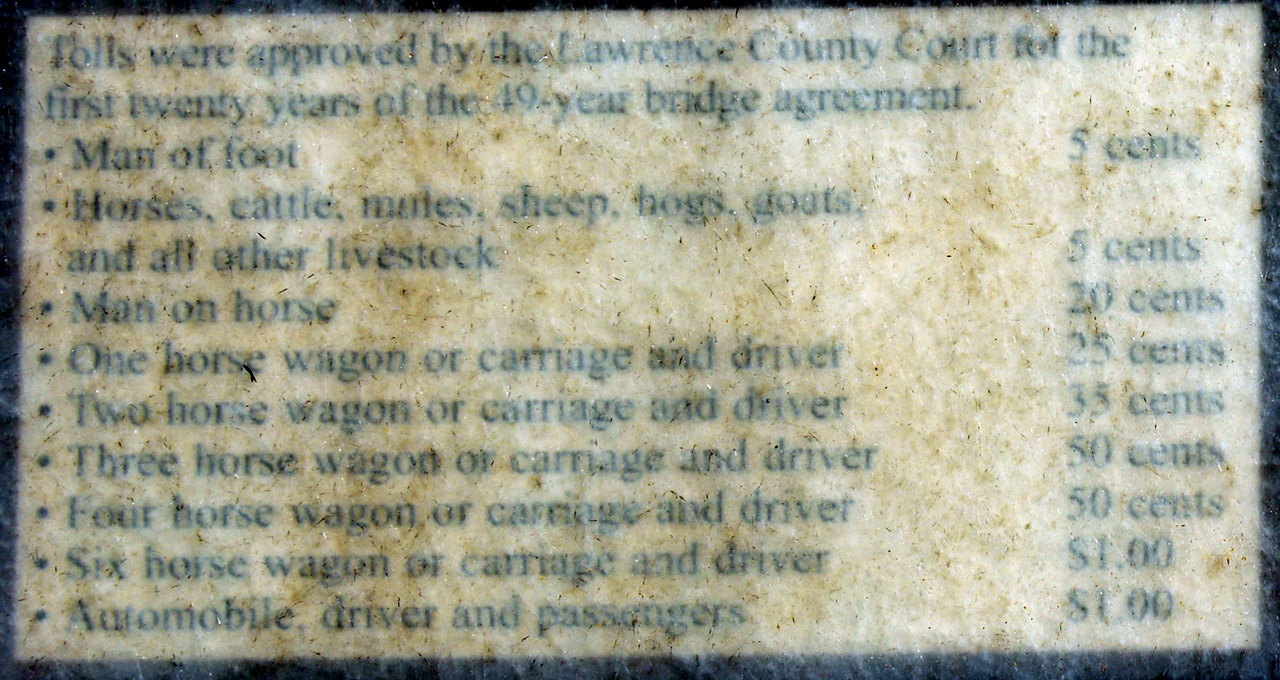 Tolls were approved by the Lawrence County Court for the
first twenty years of the 49-year bridge agreement.
• Man of foot 5 cents
• Horses, cattle, mules, sheep, hogs, goats,
and all other livestock 5 cents
• Man on horse 20 cents
• One horse wagon or carriage and driver 25 cents
• Two horse wagon or carriage and driver 35 cents
• Three horse wagon or carriage and driver 50 cents
• Four horse wagon or carriage and driver 50 cents
• Six horse wagon or carriage and driver $1.00
• Automobile, driver and passengers $1.00